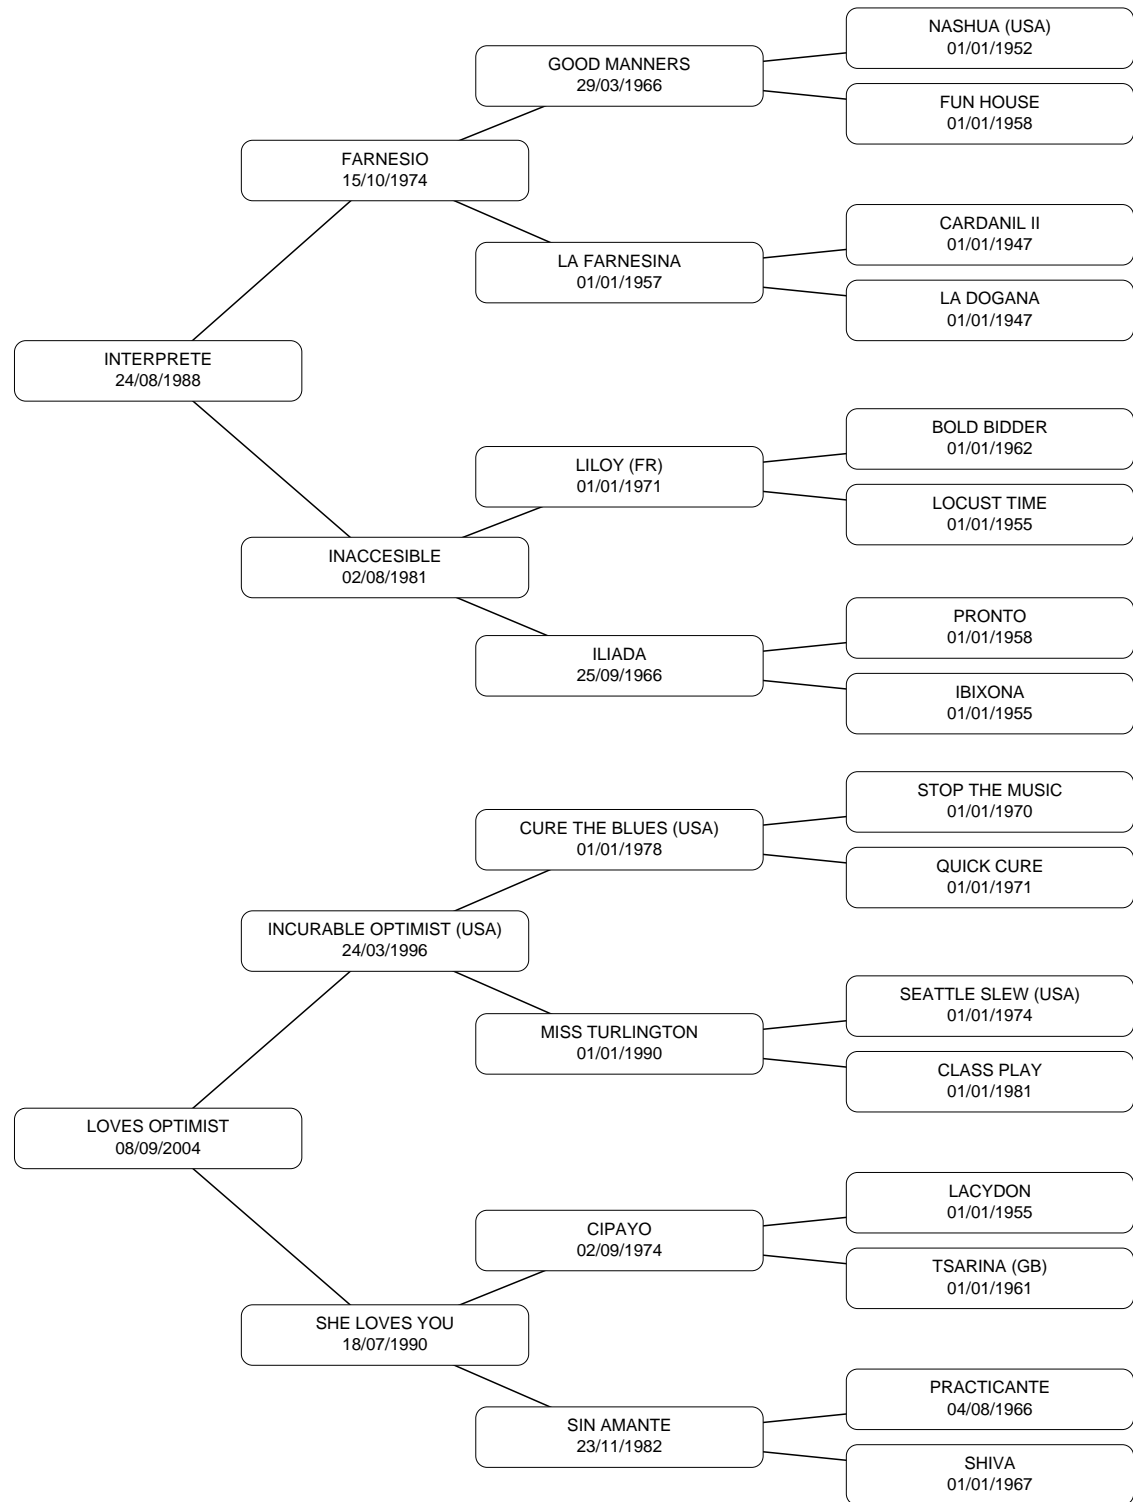 NASHUA (USA)
01/01/1952
GOOD MANNERS
29/03/1966
FUN HOUSE
01/01/1958
FARNESIO
15/10/1974
CARDANIL II
01/01/1947
LA FARNESINA
01/01/1957
LA DOGANA
01/01/1947
INTERPRETE
24/08/1988
BOLD BIDDER
01/01/1962
LILOY (FR)
01/01/1971
LOCUST TIME
01/01/1955
INACCESIBLE
02/08/1981
PRONTO
01/01/1958
ILIADA
25/09/1966
IBIXONA
01/01/1955
STOP THE MUSIC
01/01/1970
CURE THE BLUES (USA)
01/01/1978
QUICK CURE
01/01/1971
INCURABLE OPTIMIST (USA)
24/03/1996
SEATTLE SLEW (USA)
01/01/1974
MISS TURLINGTON
01/01/1990
CLASS PLAY
01/01/1981
LOVES OPTIMIST
08/09/2004
LACYDON
01/01/1955
CIPAYO
02/09/1974
TSARINA (GB)
01/01/1961
SHE LOVES YOU
18/07/1990
PRACTICANTE
04/08/1966
SIN AMANTE
23/11/1982
SHIVA
01/01/1967